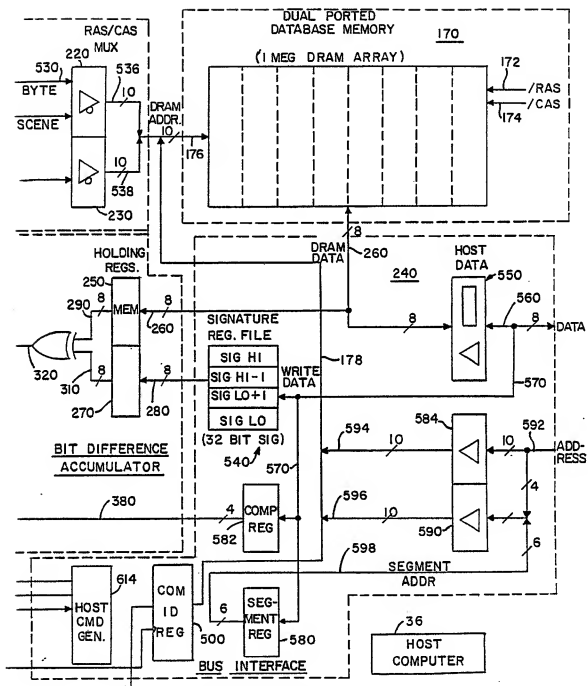 DUAL PORTED
DATABASE MEMORY
170
(1 MEG DRAM ARRAY)
RAS/CAS
MUX
220
530
536
BYTE
10
SCENE
10
538
230
DRAM
ADDR.
10
176
172
/RAS
/CAS
174
8
DRAM
DATA
260
240
HOST
DATA
550
560
8
8
DATA
570
HOLDING
REGS.
250
290
8
MEM
8
260
320
310
8
270
8
280
SIGNATURE
REG. FILE
SIG HI
SIG HI-1
SIG LO+1
SIG LO
(32 BIT SIG)
540
WRITE
DATA
178
570
584
594
10
10
592
ADD-
RESS
4
596
10
590
6
BIT DIFFERENCE
ACCUMULATOR
380
4
COMP
REG
582
598
SEGMENT
ADDR
614
HOST
CMD
GEN.
COM
ID
REG
500
6
SEG-
MENT
REG
580
BUS INTERFACE
36
HOST
COMPUTER